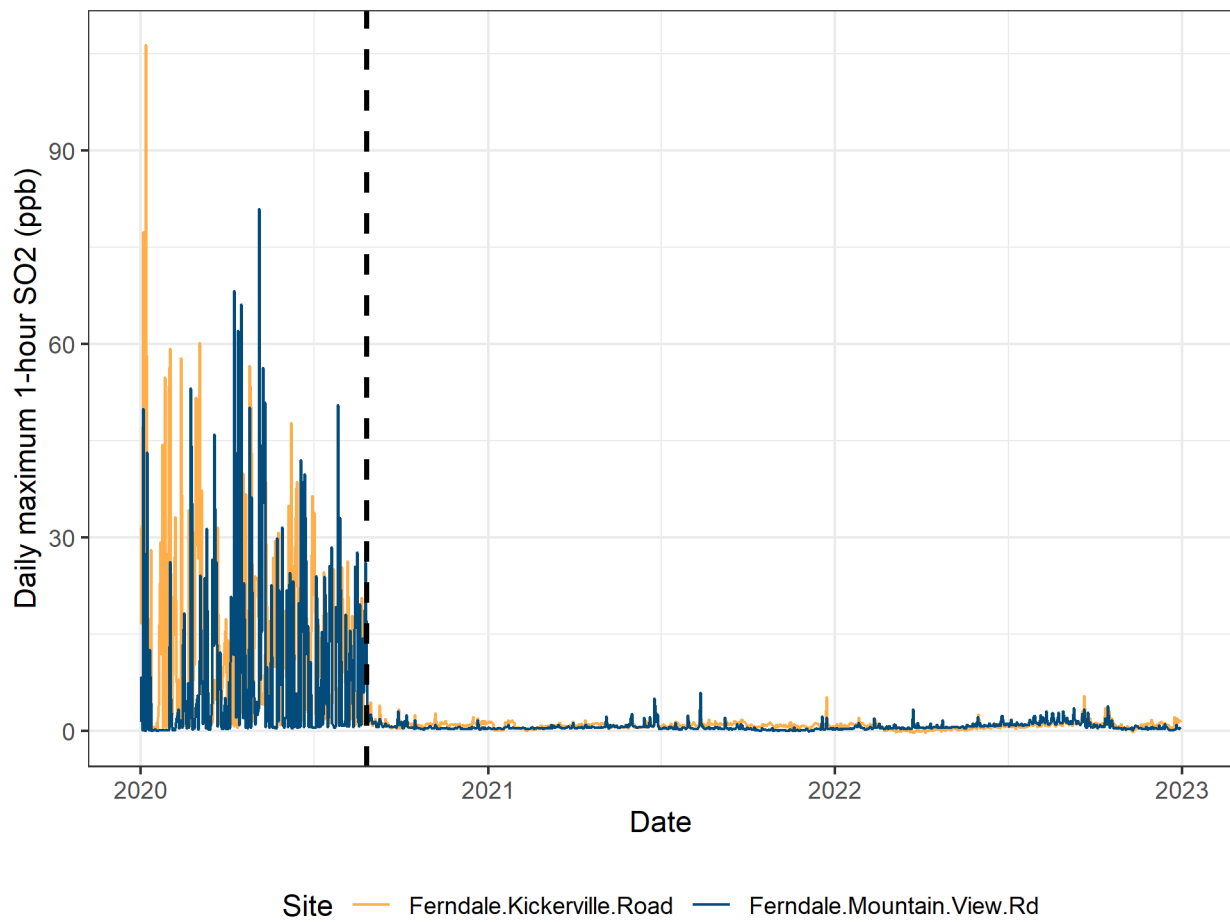 Daily maximum 1-hour SO2 (ppb)
90
60
30
0
2020 2021 2022 2023
Date
Site Ferndale.Kickerville.Road Ferndale.Mountain.View.Rd